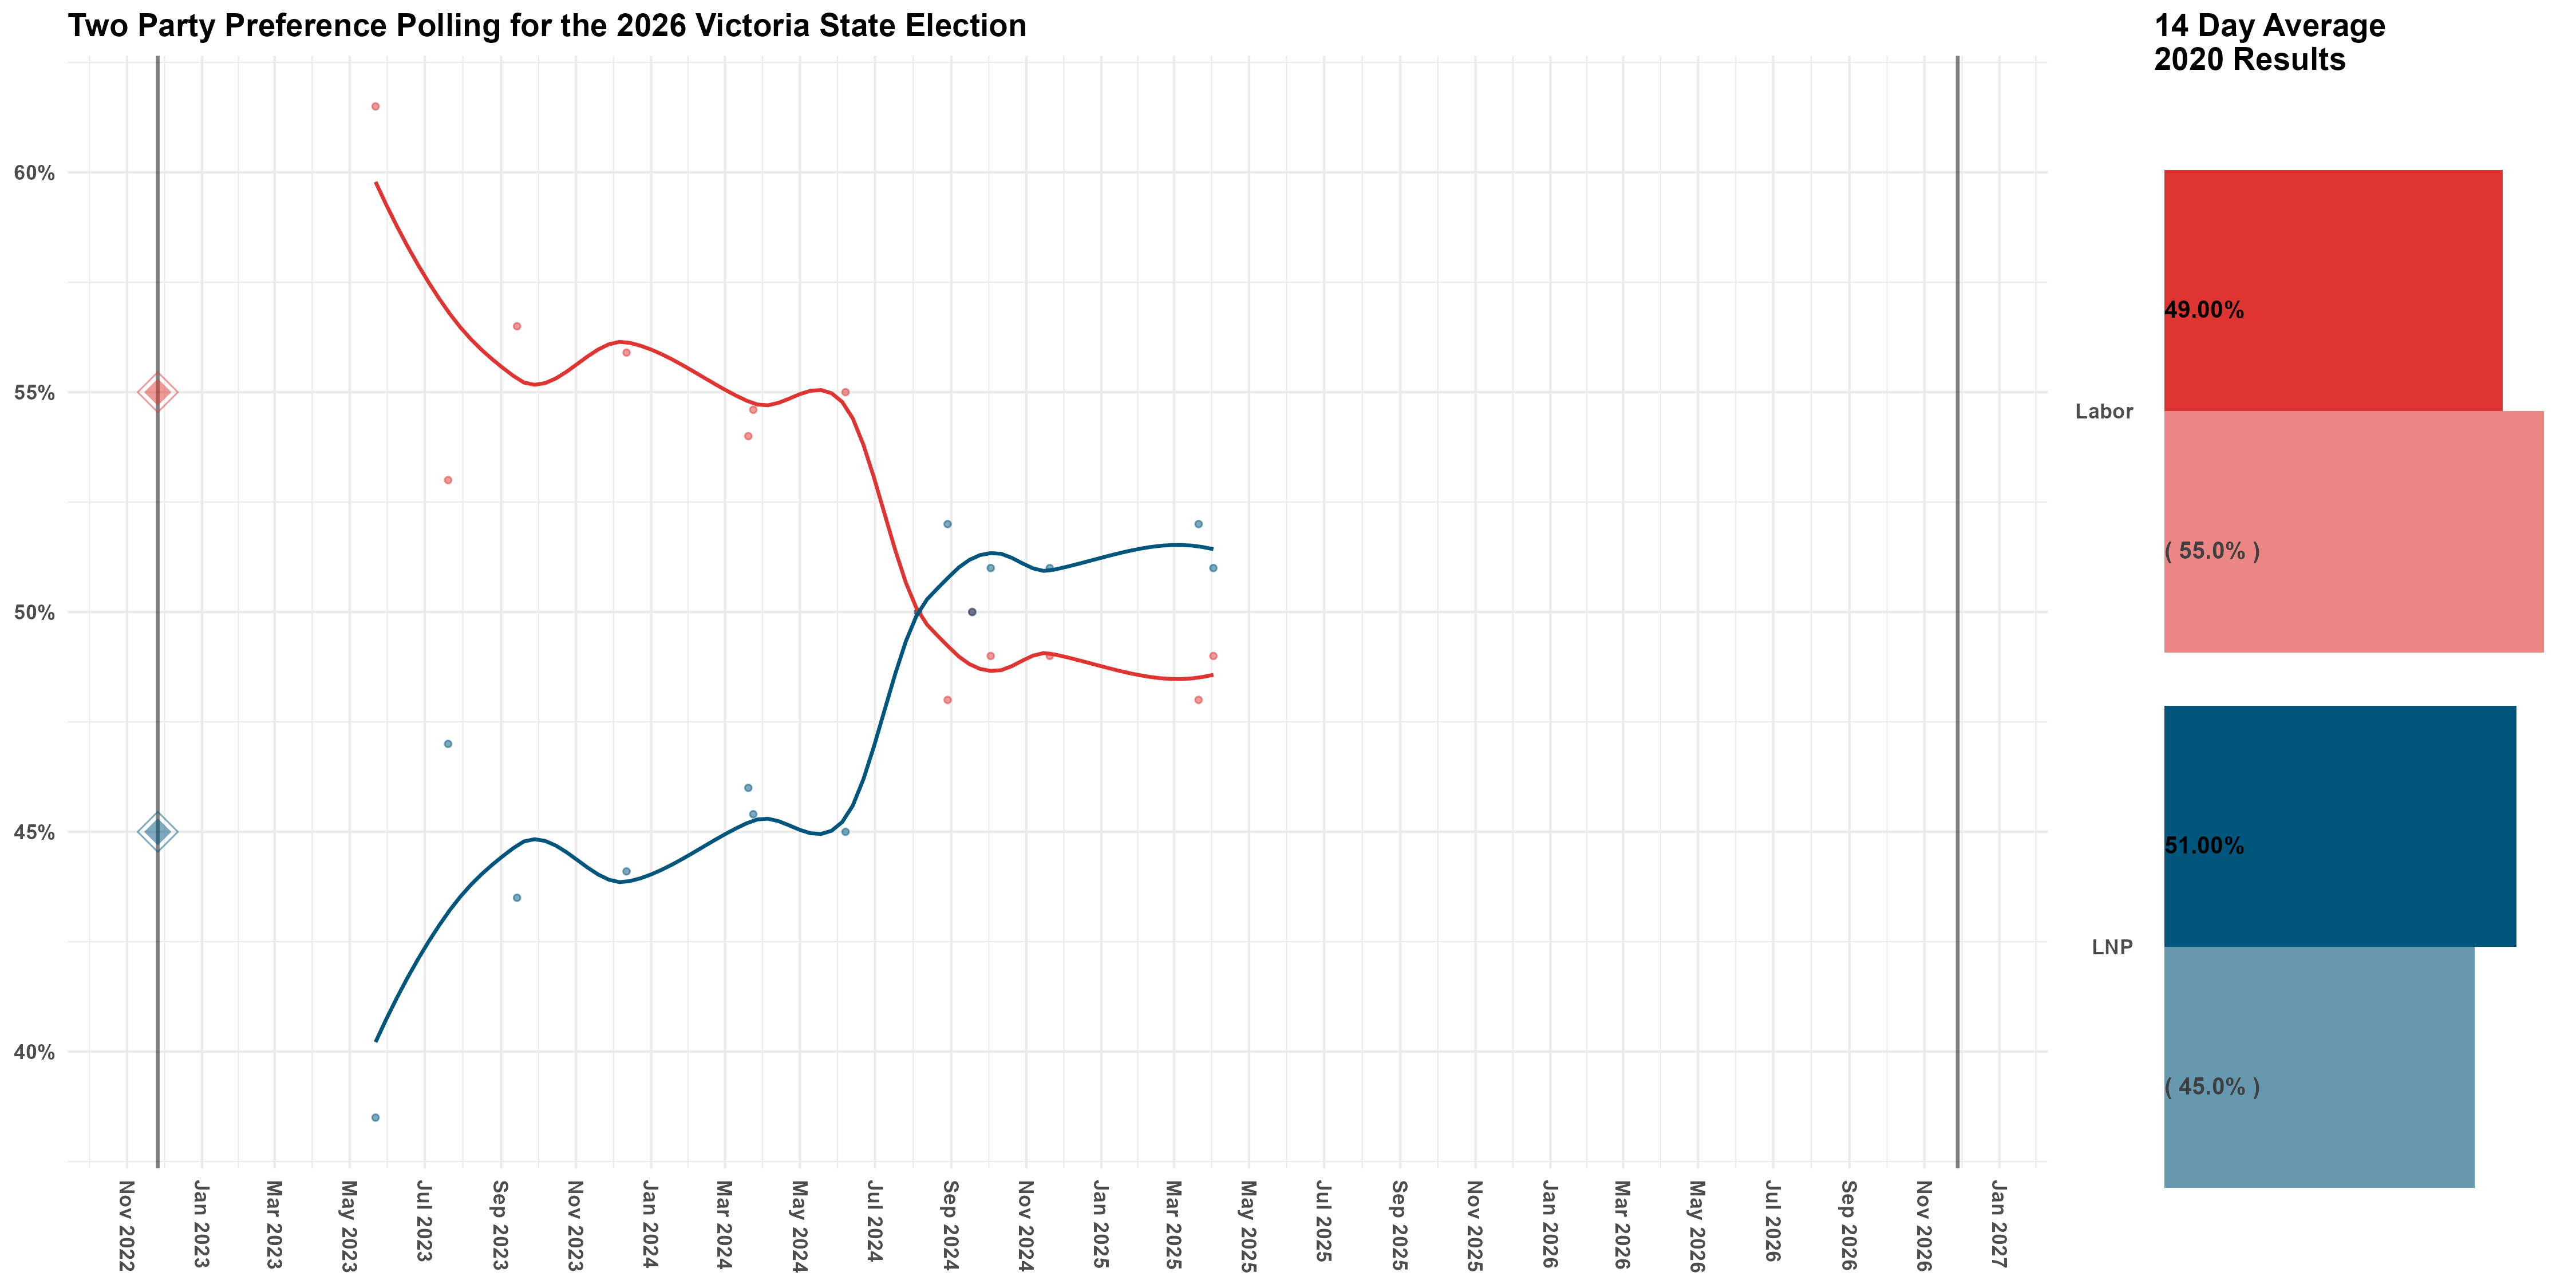 Two Party Preference Polling for the 2026 Victoria State Election
60%
55%
50%
45%
40%
Nov 2022
Jan 2023
Mar 2023
May 2023
Jul 2023
Sep 2023
Nov 2023
Jan 2024
Mar 2024
May 2024
Jul 2024
Sep 2024
Nov 2024
Jan 2025
Mar 2025
May 2025
Jul 2025
Sep 2025
Nov 2025
Jan 2026
Mar 2026
May 2026
Jul 2026
Sep 2026
Nov 2026
Jan 2027
14 Day Average
2020 Results
49.00%
Labor
( 55.0% )
51.00%
LNP
( 45.0% )